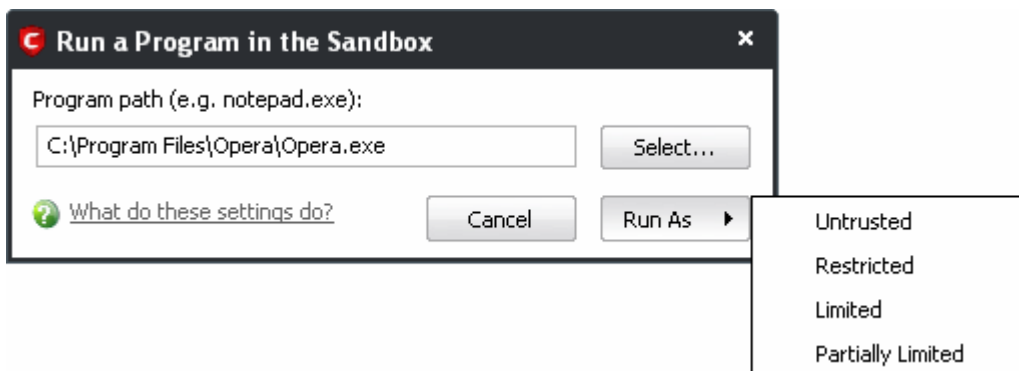 Run a Program in the Sandbox
Program path (e.g. notepad.exe):
C:\Program Files\Opera\Opera.exe
Select...
What do these settings do?
Cancel
Run As
Untrusted
Restricted
Limited
Partially Limited